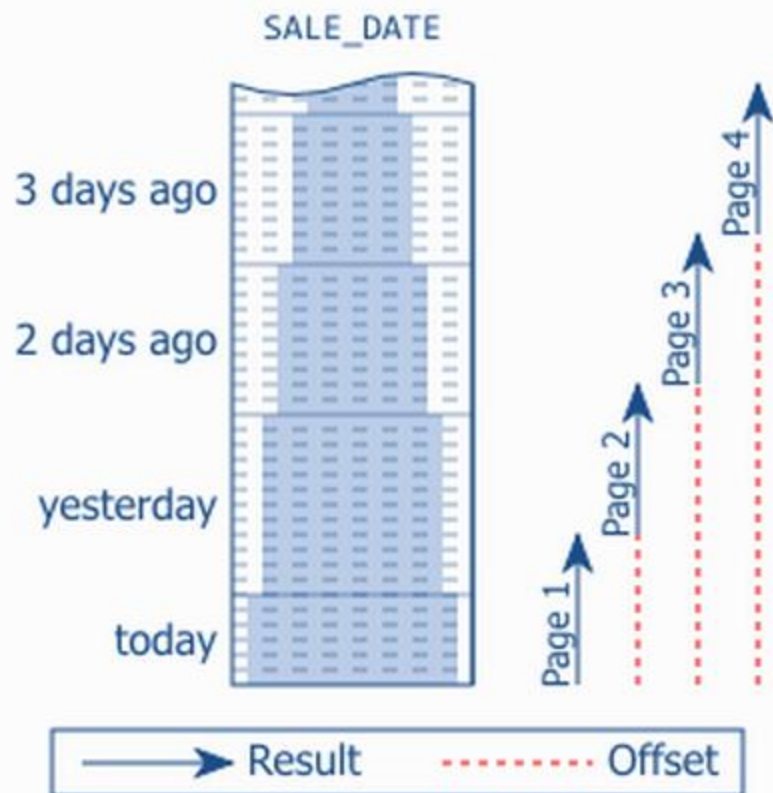 SALE_DATE
3 days ago
2 days ago
yesterday
today
Page 1
Page 2
Page 3
Page 4
Result
Offset